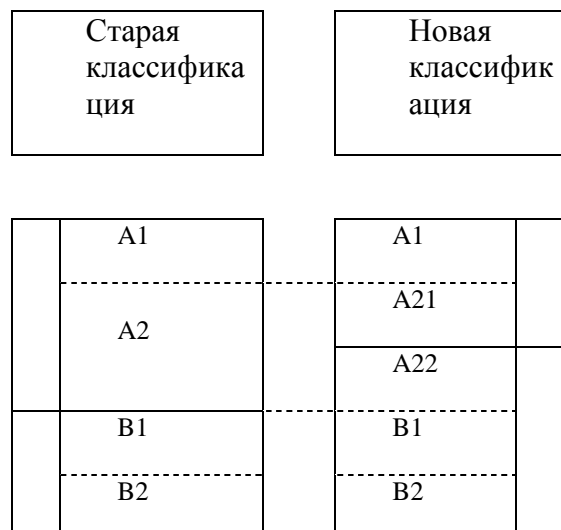 Старая
классифика
ция
Новая
классифик
ация
A1
A2
B1
B2
A1
A21
A22
B1
B2